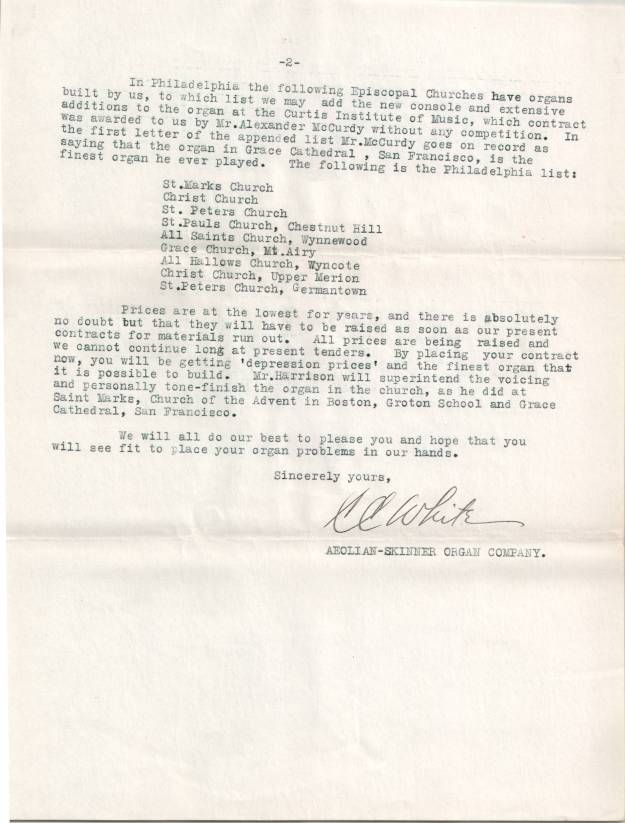 -2-
In Philadelphia the following Episcopal Churches have organs
built by us, to which list we may add the new console and extensive
additions to the organ at the Curtis Institute of Music, which contract
was awarded to us by Mr.Alexander McCurdy without any competition. In
the first letter of the appended list Mr.McCurdy goes on record as
saying that the organ in Grace Cathedral , San Francisco, is the
finest organ he ever played. The following is the Philadelphia list:
St.Marks Church
Christ Church
St. Peters Church
St.Pauls Church, Chestnut Hill
All Saints Church, Wynnewood
Grace Church, Mt.Airy
All Hallows Church, Wyncote
Christ Church, Upper Merion
St.Peters Church, Germantown
Prices are at the lowest for years, and there is absolutely
no doubt but that they will have to be raised as soon as our present
contracts for materials run out. All prices are being raised and
we cannot continue long at present tenders. By placing your contract
now, you will be getting 'depression prices' and the finest organ that
it is possible to build. Mr.Harrison will superintend the voicing
and personally tone-finish the organ in the church, as he did at
Saint Marks, Church of the Advent in Boston, Groton School and Grace
Cathedral, San Francisco.
We will all do our best to please you and hope that you
will see fit to place your organ problems in our hands.
Sincerely yours,
C C White
AEOLIAN-SKINNER ORGAN COMPANY.